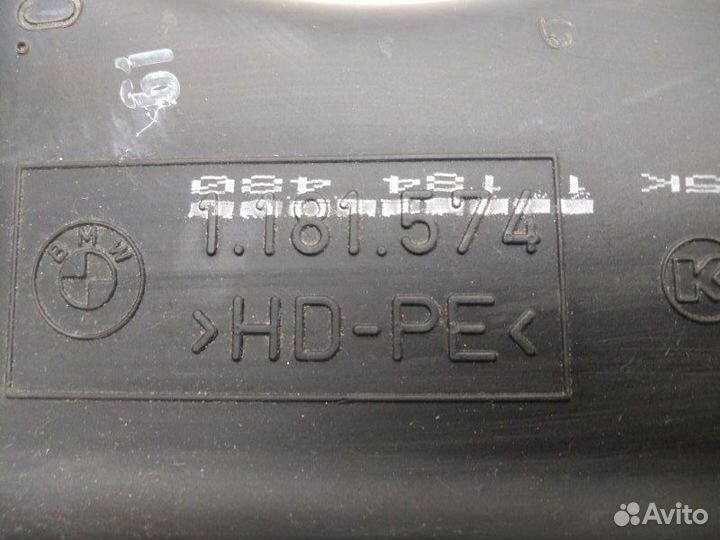 1.181.574
BMW
>HD-PE<
K
Avito